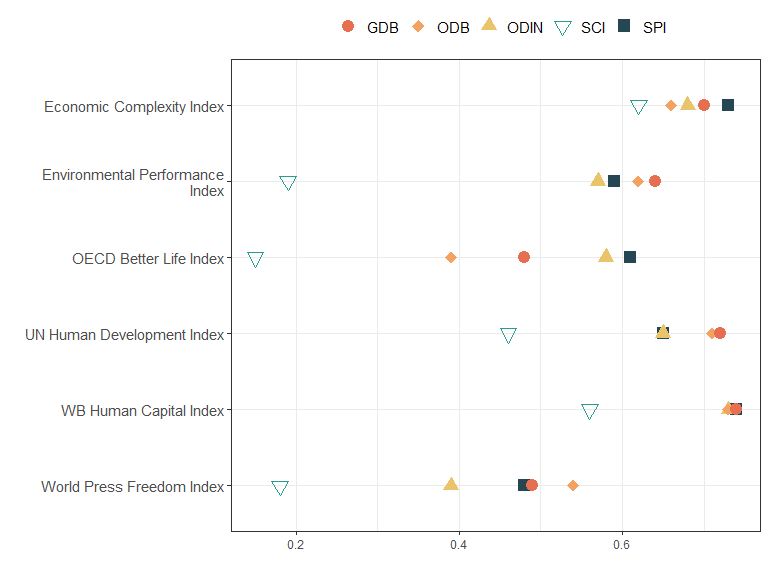 GDB ODB ODIN SCI SPI
Economic Complexity Index
Environmental Performance
Index
OECD Better Life Index
UN Human Development Index
WB Human Capital Index
World Press Freedom Index
0.2 0.4 0.6